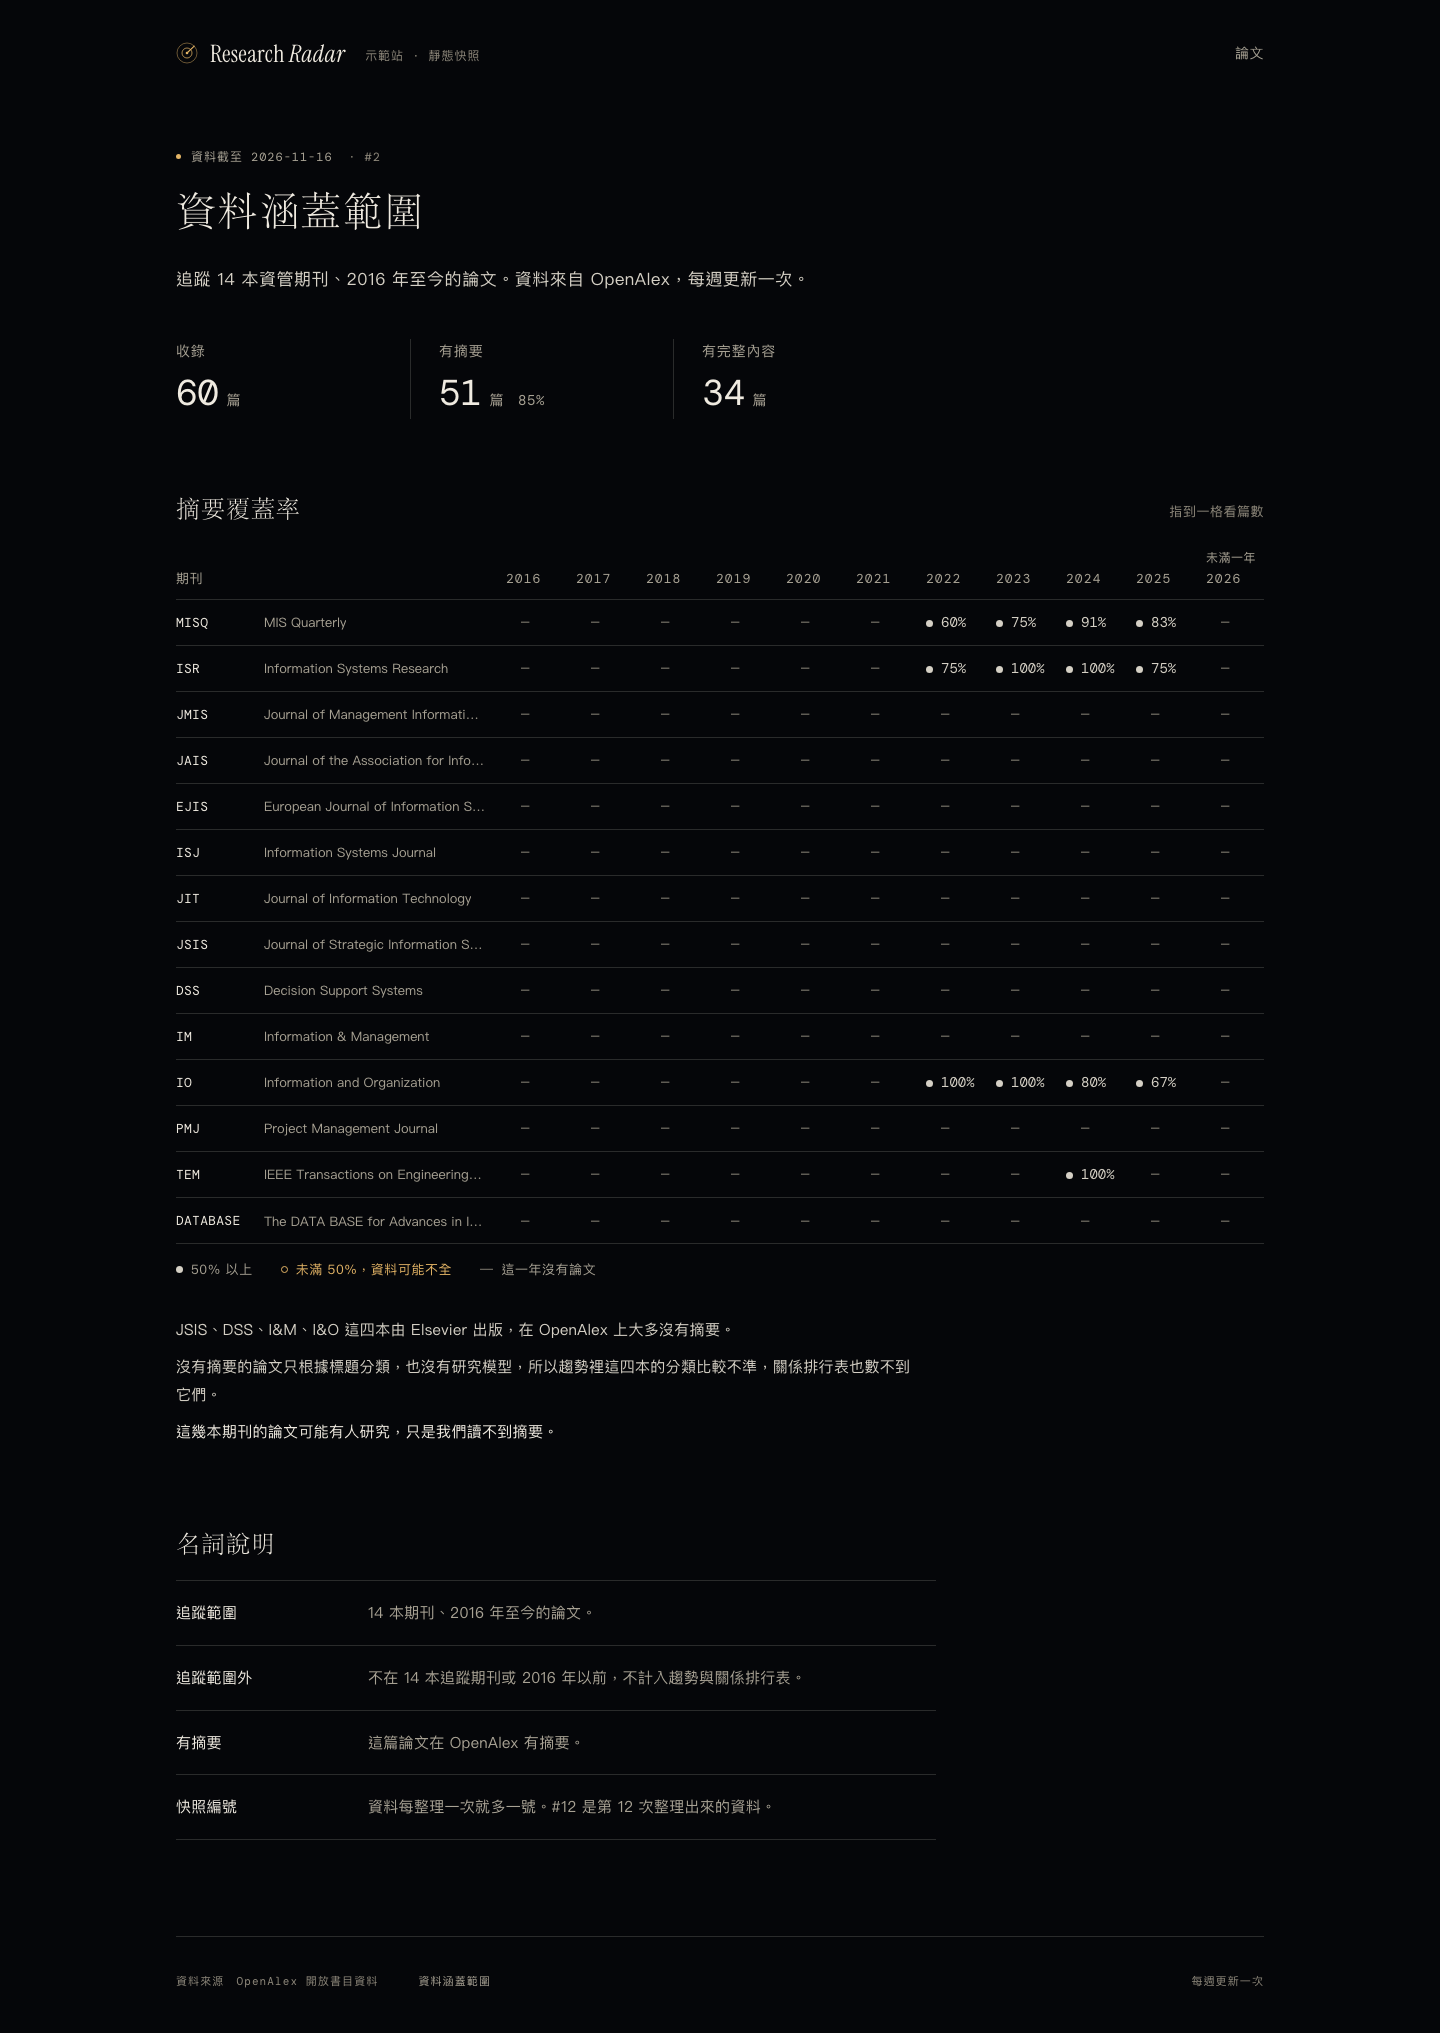 Research Radar 示範站 · 靜態快照 論文
資料截至 2026-11-16 · #2
資料涵蓋範圍
追蹤 14 本資管期刊、2016 年至今的論文。資料來自 OpenAlex，每週更新一次。
收錄 有摘要 有完整內容
60 篇 51 篇 85% 34 篇
摘要覆蓋率 指到一格看篇數
未滿一年
期刊 2016 2017 2018 2019 2020 2021 2022 2023 2024 2025 2026
MISQ MIS Quarterly — — — — — — 60% 75% 91% 83% —
ISR Information Systems Research — — — — — — 75% 100% 100% 75% —
JMIS Journal of Management Informati... — — — — — — — — — — —
JAIS Journal of the Association for Info... — — — — — — — — — — —
EJIS European Journal of Information S... — — — — — — — — — — —
ISJ Information Systems Journal — — — — — — — — — — —
JIT Journal of Information Technology — — — — — — — — — — —
JSIS Journal of Strategic Information S... — — — — — — — — — — —
DSS Decision Support Systems — — — — — — — — — — —
IM Information & Management — — — — — — — — — — —
IO Information and Organization — — — — — — 100% 100% 80% 67% —
PMJ Project Management Journal — — — — — — — — — — —
TEM IEEE Transactions on Engineering... — — — — — — — — 100% — —
DATABASE The DATA BASE for Advances in I... — — — — — — — — — — —
50% 以上 未滿 50%，資料可能不全 — 這一年沒有論文
JSIS、DSS、I&M、I&O 這四本由 Elsevier 出版，在 OpenAlex 上大多沒有摘要。
沒有摘要的論文只根據標題分類，也沒有研究模型，所以趨勢裡這四本的分類比較不準，關係排行表也數不到
它們。
這幾本期刊的論文可能有人研究，只是我們讀不到摘要。
名詞說明
追蹤範圍 14 本期刊、2016 年至今的論文。
追蹤範圍外 不在 14 本追蹤期刊或 2016 年以前，不計入趨勢與關係排行表。
有摘要 這篇論文在 OpenAlex 有摘要。
快照編號 資料每整理一次就多一號。#12 是第 12 次整理出來的資料。
資料來源 OpenAlex 開放書目資料 資料涵蓋範圍 每週更新一次